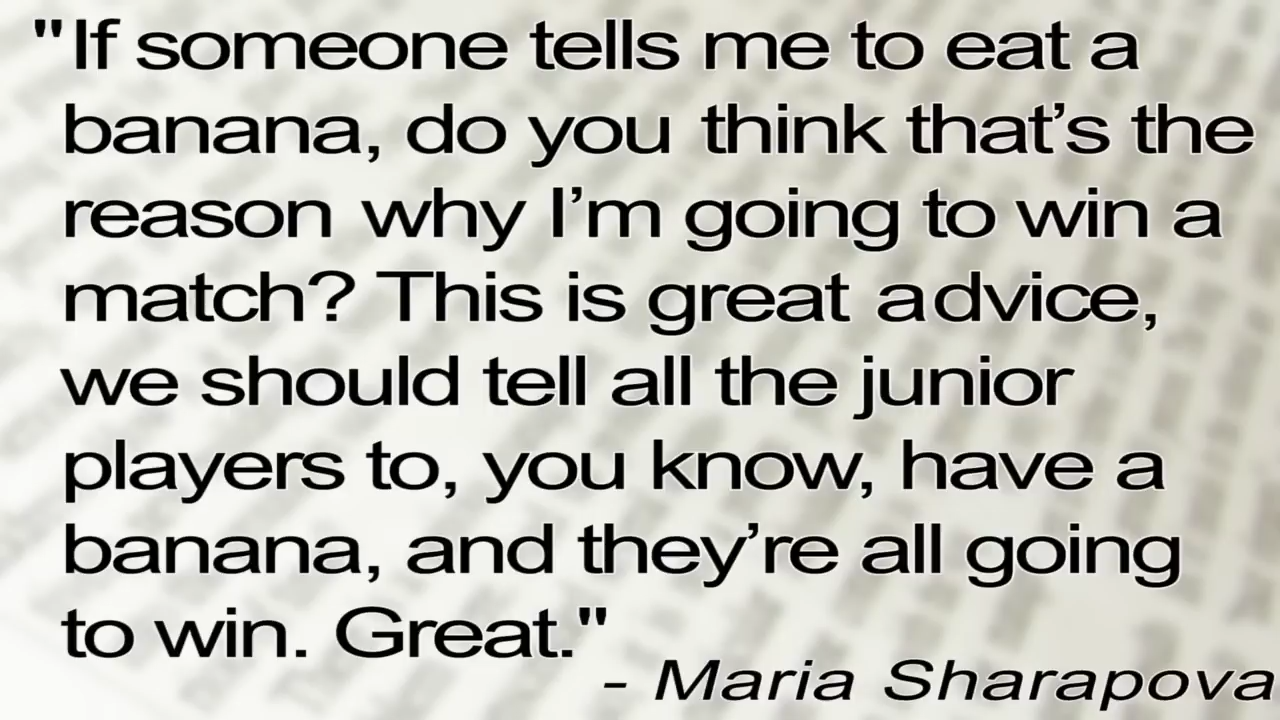 "If someone tells me to eat a
banana, do you think that’s the
reason why I’m going to win a
match? This is great advice,
we should tell all the junior
players to, you know, have a
banana, and they’re all going
to win. Great."
- Maria Sharapova